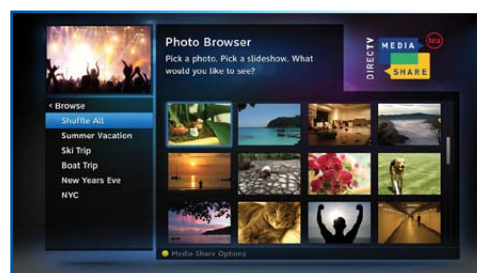 Photo Browser
Pick a photo. Pick a slideshow. What
would you like to see?
DIRECTV
MEDIA
SHARE
beta
< Browse
Shuffle All
Summer Vacation
Ski Trip
Boat Trip
New Years Eve
NYC
Media Share Options